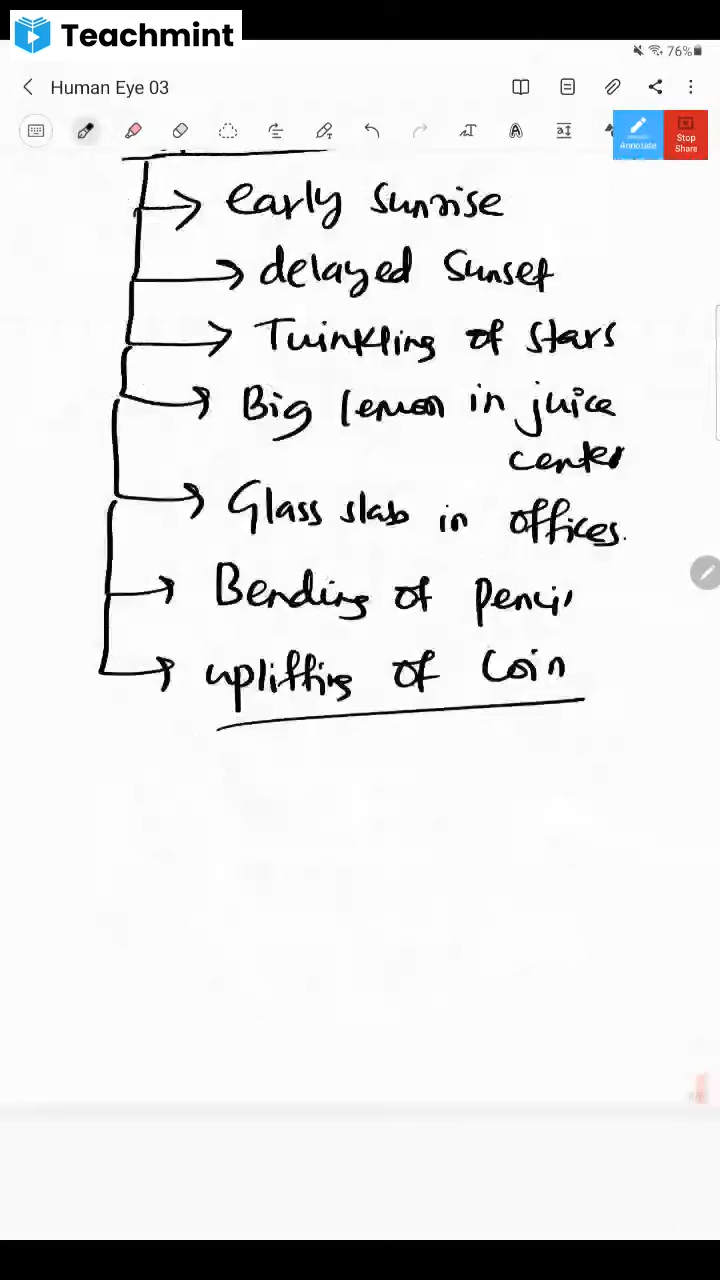 Teachmint
76%
Human Eye 03
Annotate
Stop
Share
early sunrise
delayed sunset
Twinkling of stars
Big lemon in juice
center
Glass slab in offices.
Bending of pencil
uplifting of coin